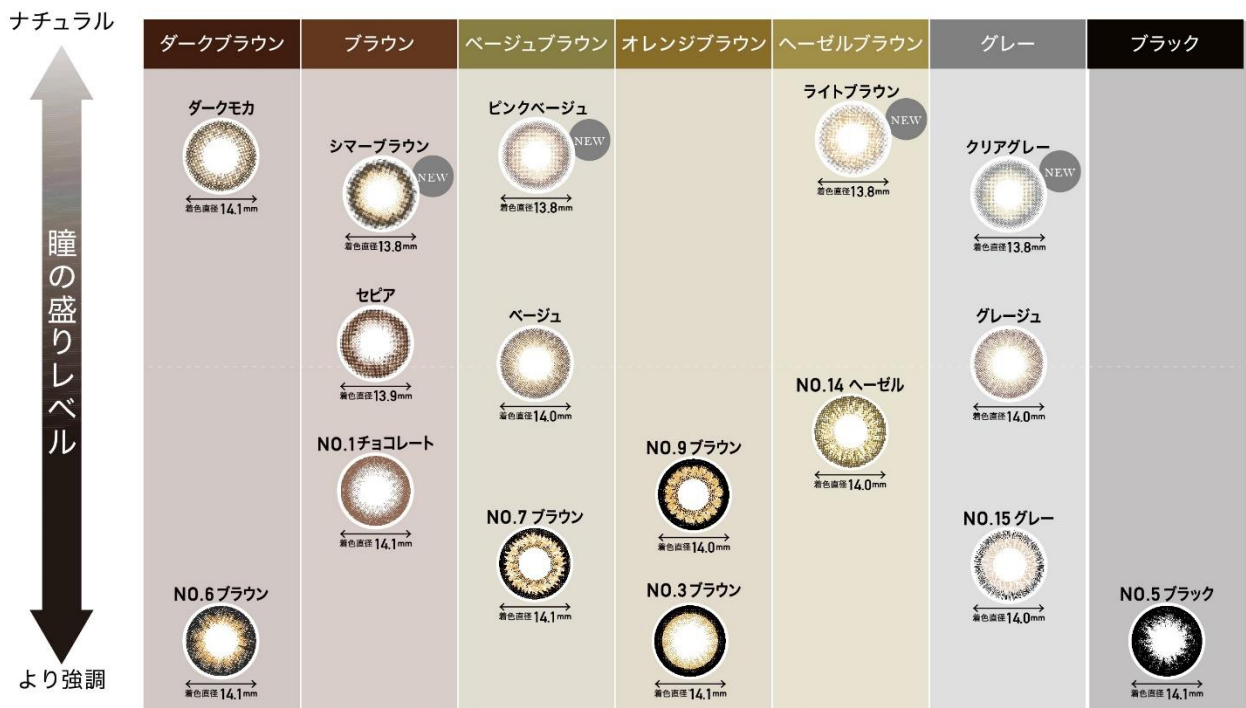 ナチュラル
瞳の盛りレベル
より強調
ダークブラウン
ダークモカ
着色直径14.1mm
NO.6 ブラウン
着色直径14.1mm
ブラウン
シマーブラウン
NEW
着色直径13.8mm
セピア
着色直径13.9mm
NO.1 チョコレート
着色直径14.1mm
ベージュブラウン
ピンクベージュ
NEW
着色直径13.8mm
ベージュ
着色直径14.0mm
NO.7 ブラウン
着色直径14.1mm
オレンジブラウン
NO.9 ブラウン
着色直径14.0mm
NO.3 ブラウン
着色直径14.1mm
ヘーゼルブラウン
ライトブラウン
NEW
着色直径13.8mm
NO.14 ヘーゼル
着色直径14.0mm
グレー
クリアグレー
NEW
着色直径13.8mm
グレージュ
着色直径14.0mm
NO.15 グレー
着色直径14.0mm
ブラック
NO.5 ブラック
着色直径14.1mm